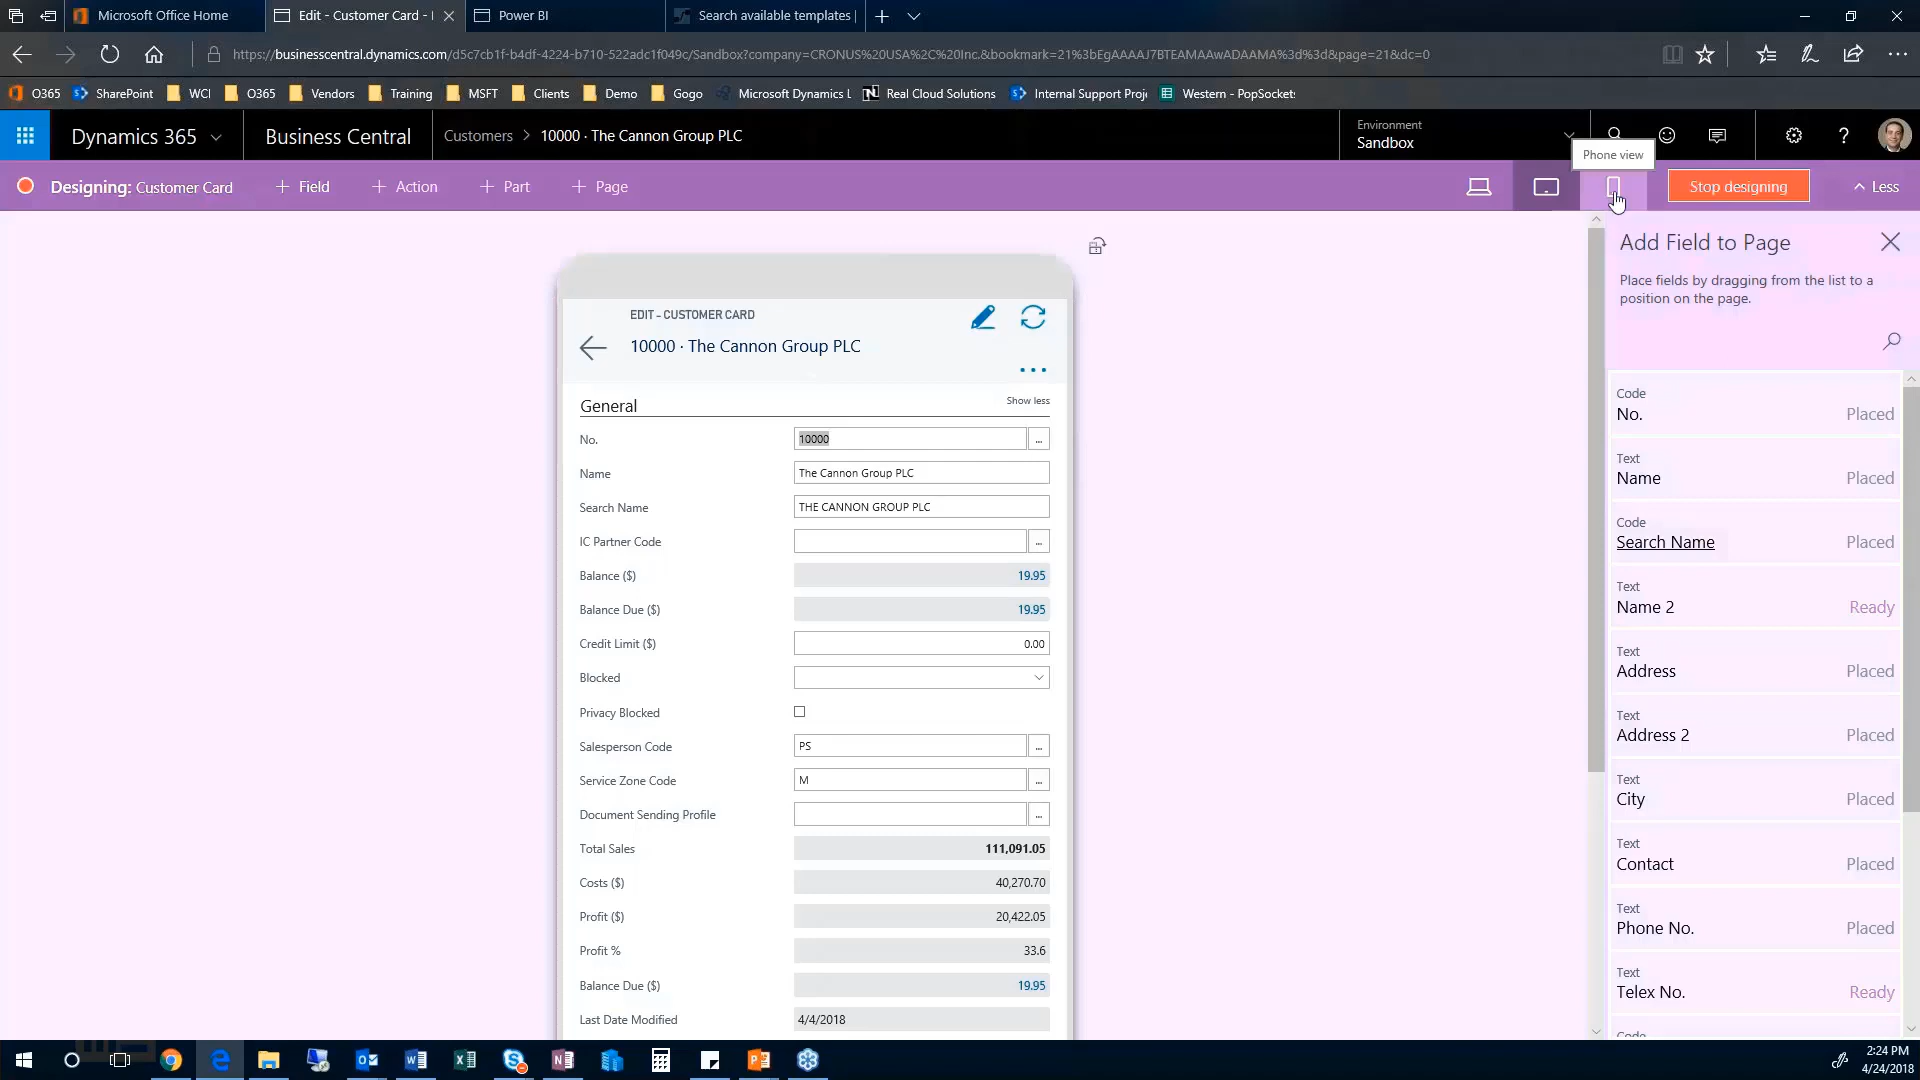 Microsoft Office Home
Edit - Customer Card - I
Power BI
Search available templates |
https://businesscentral.dynamics.com/d5c7cb1f-b4df-4224-b710-522adc1f049c/Sandbox?company=CRONUS%20USA%2C%20Inc.&bookmark=21%3bEgAAAAJ7BTEAMAAwADAAMA%3d%3d&page=21&dc=0
O365 SharePoint WCI O365 Vendors Training MSFT Clients Demo Gogo Microsoft Dynamics L Real Cloud Solutions Internal Support Proj Western - PopSocket
Dynamics 365
Business Central
Customers > 10000 · The Cannon Group PLC
Environment
Sandbox
?
Phone view
Designing: Customer Card
+ Field
+ Action
+ Part
+ Page
Stop designing
Less
EDIT - CUSTOMER CARD
10000 · The Cannon Group PLC
General
Show less
No. 10000 ...
Name The Cannon Group PLC
Search Name THE CANNON GROUP PLC
IC Partner Code ...
Balance ($) 19.95
Balance Due ($) 19.95
Credit Limit ($) 0.00
Blocked
Privacy Blocked
Salesperson Code PS ...
Service Zone Code M ...
Document Sending Profile ...
Total Sales 111,091.05
Costs ($) 40,270.70
Profit ($) 20,422.05
Profit % 33.6
Balance Due ($) 19.95
Last Date Modified 4/4/2018
Add Field to Page
Place fields by dragging from the list to a
position on the page.
Code
No. Placed
Text
Name Placed
Code
Search Name Placed
Text
Name 2 Ready
Text
Address Placed
Text
Address 2 Placed
Text
City Placed
Text
Contact Placed
Text
Phone No. Placed
Text
Telex No. Ready
Code
2:24 PM
4/24/2018